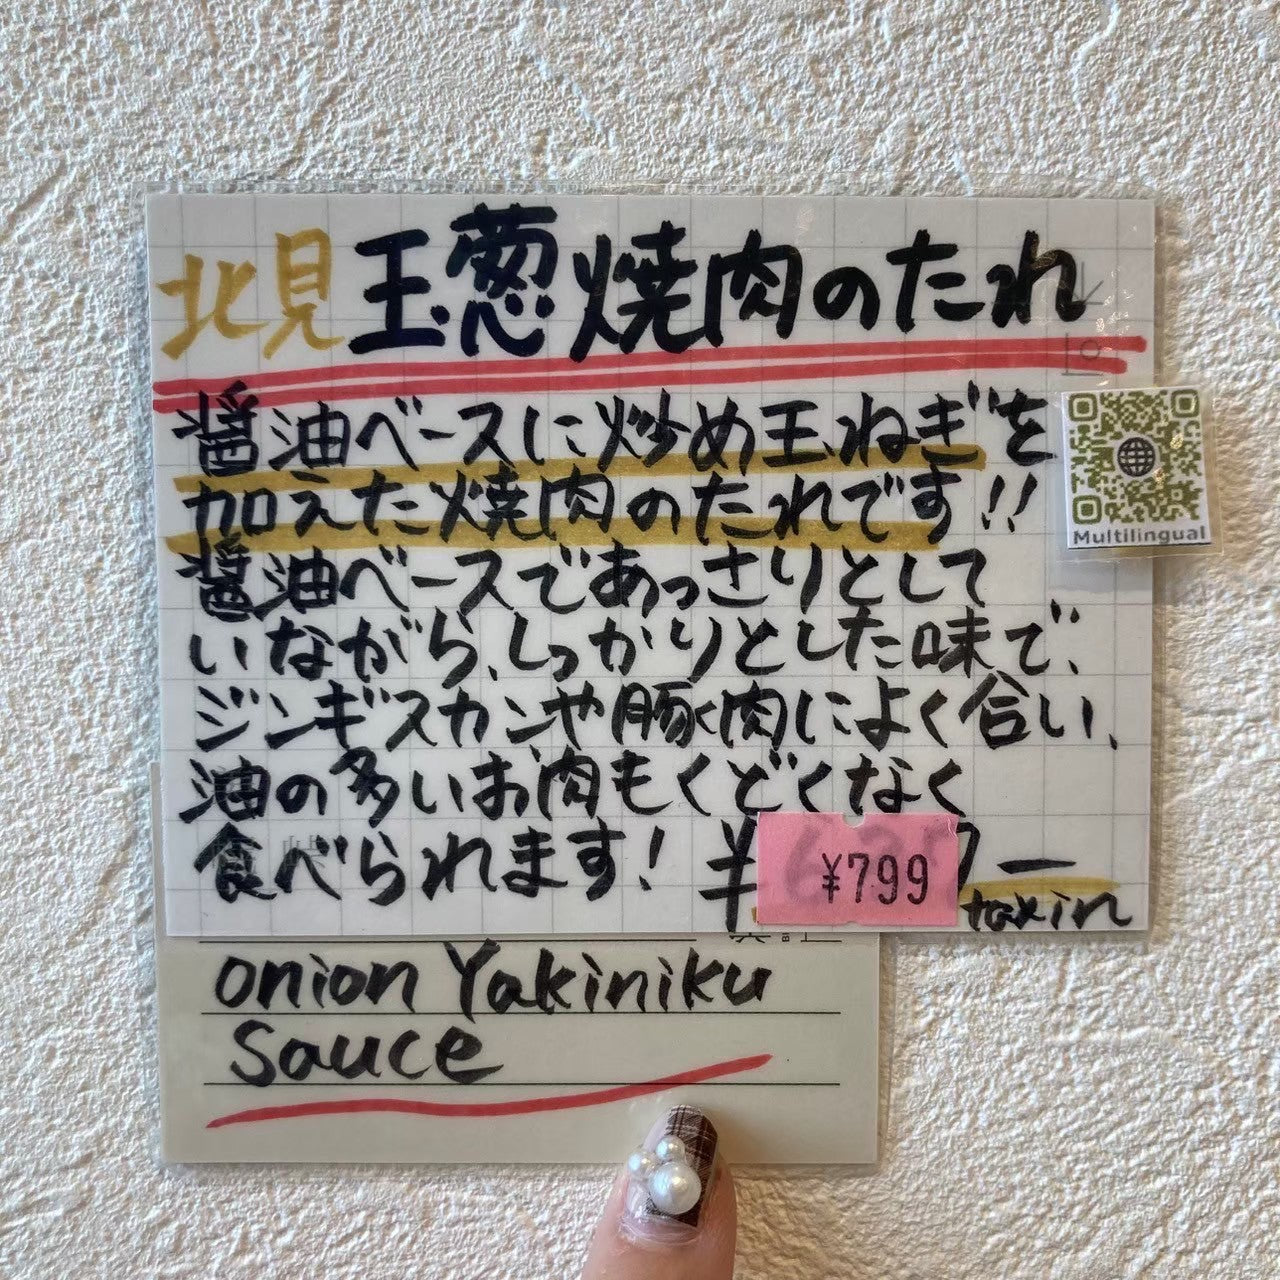 北見玉葱焼肉のたれ
醤油ベースに炒め玉ねぎを
加えた焼肉のたれです!!
醤油ベースであっさりとして
いながら、しっかりとした味で、
ジンギスカンや豚肉によく合い、
油の多いお肉もくどくなく
食べられます!
¥799
taxin
Multilingual
onion Yakiniku
Sauce